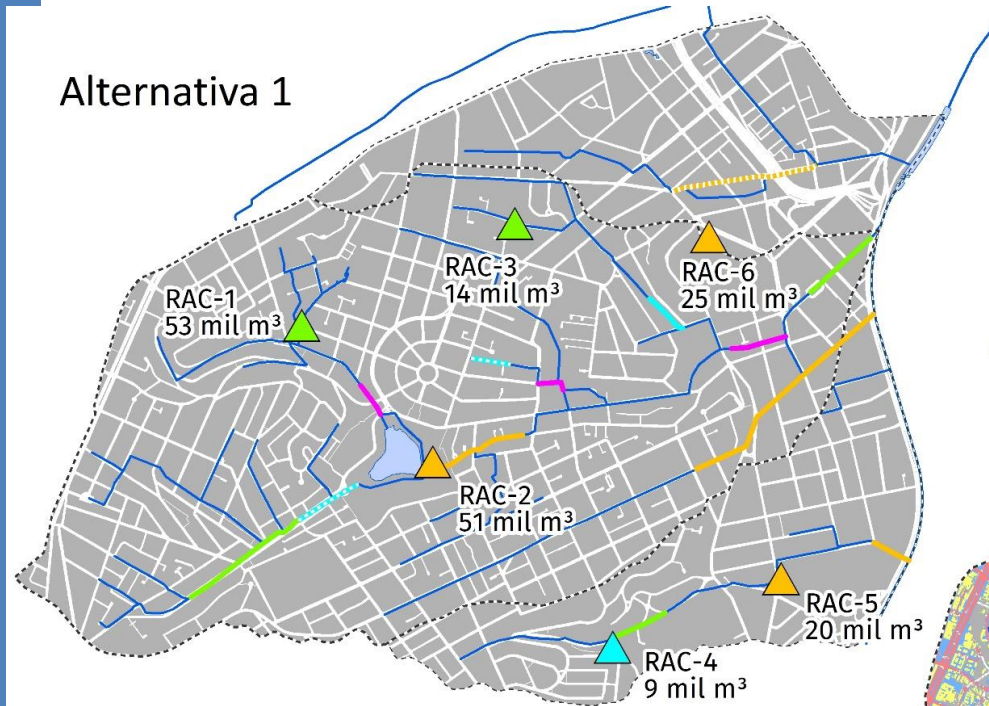 Alternativa 1
RAC-3
14 mil m³
RAC-6
25 mil m³
RAC-1
53 mil m³
RAC-2
51 mil m³
RAC-5
20 mil m³
RAC-4
9 mil m³